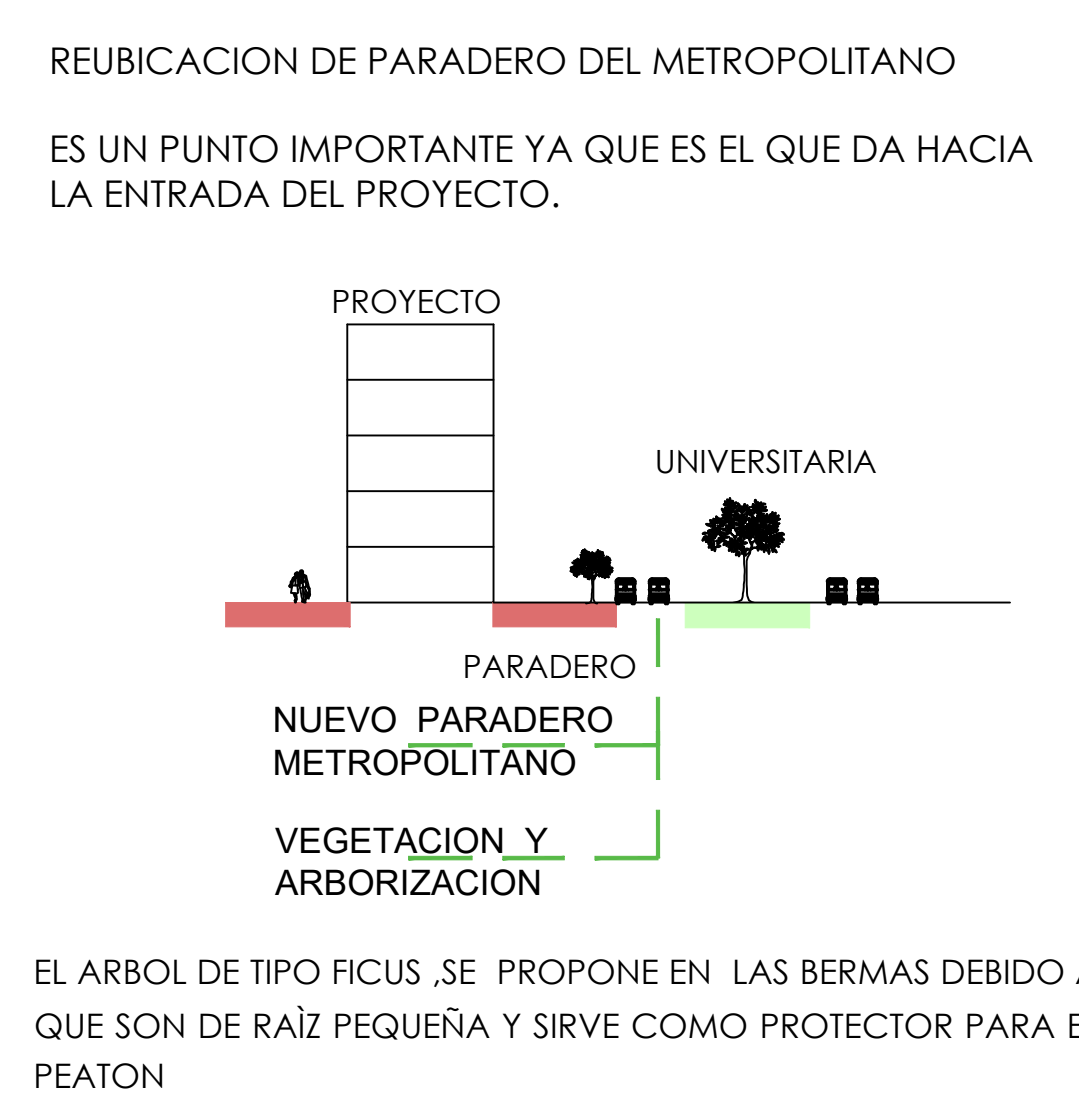 REUBICACION DE PARADERO DEL METROPOLITANO
ES UN PUNTO IMPORTANTE YA QUE ES EL QUE DA HACIA
LA ENTRADA DEL PROYECTO.
PROYECTO
UNIVERSITARIA
PARADERO
NUEVO PARADERO
METROPOLITANO
VEGETACION Y
ARBORIZACION
EL ARBOL DE TIPO FICUS ,SE PROPONE EN LAS BERMAS DEBIDO
QUE SON DE RAÌZ PEQUEÑA Y SIRVE COMO PROTECTOR PARA
PEATON